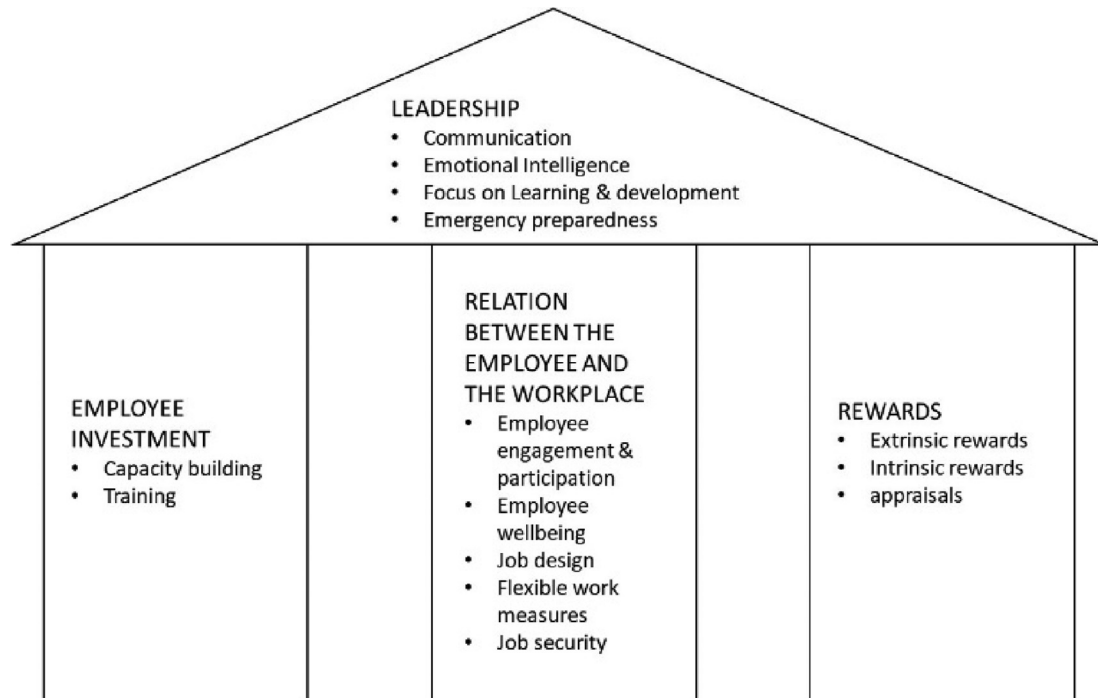 LEADERSHIP
• Communication
• Emotional Intelligence
• Focus on Learning & development
• Emergency preparedness
EMPLOYEE
INVESTMENT
• Capacity building
• Training
RELATION
BETWEEN THE
EMPLOYEE AND
THE WORKPLACE
• Employee
engagement &
participation
• Employee
wellbeing
• Job design
• Flexible work
measures
• Job security
REWARDS
• Extrinsic rewards
• Intrinsic rewards
• appraisals